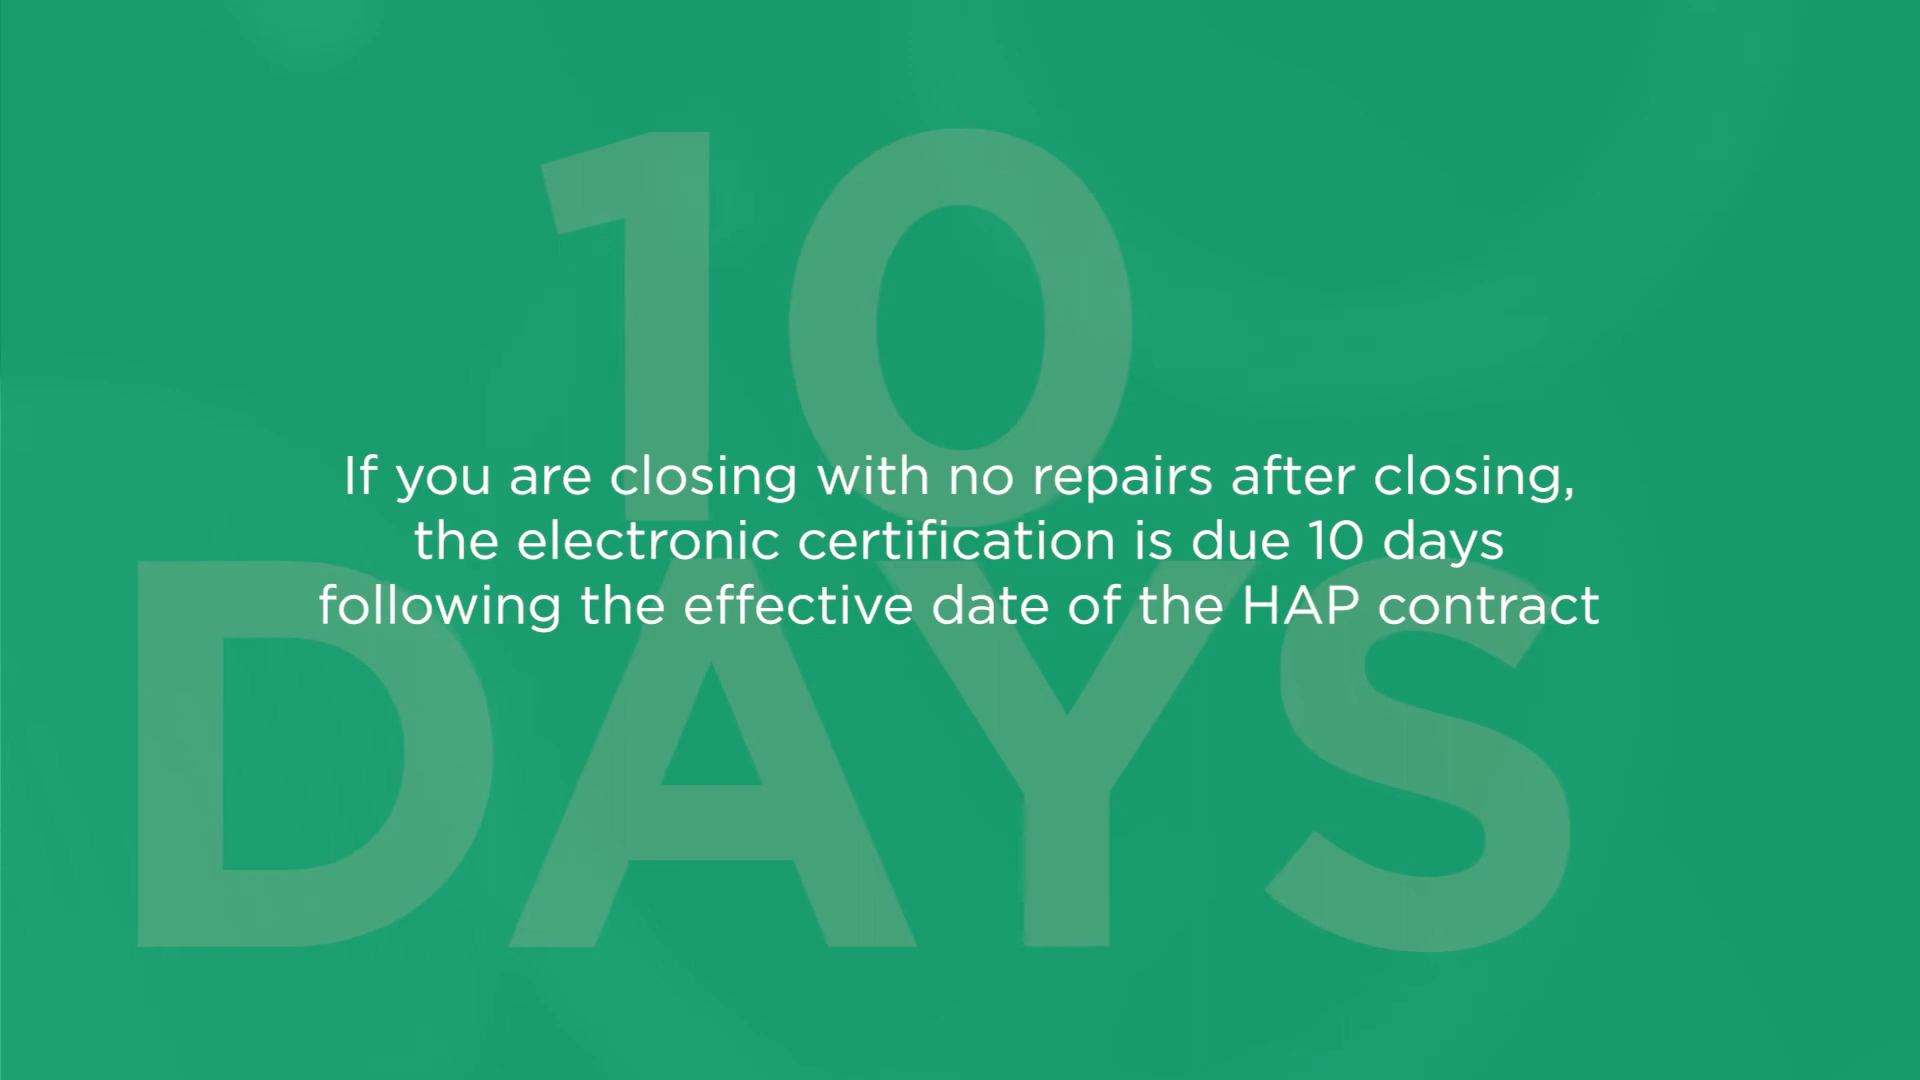 10
DAYS
If you are closing with no repairs after closing,
the electronic certification is due 10 days
following the effective date of the HAP contract